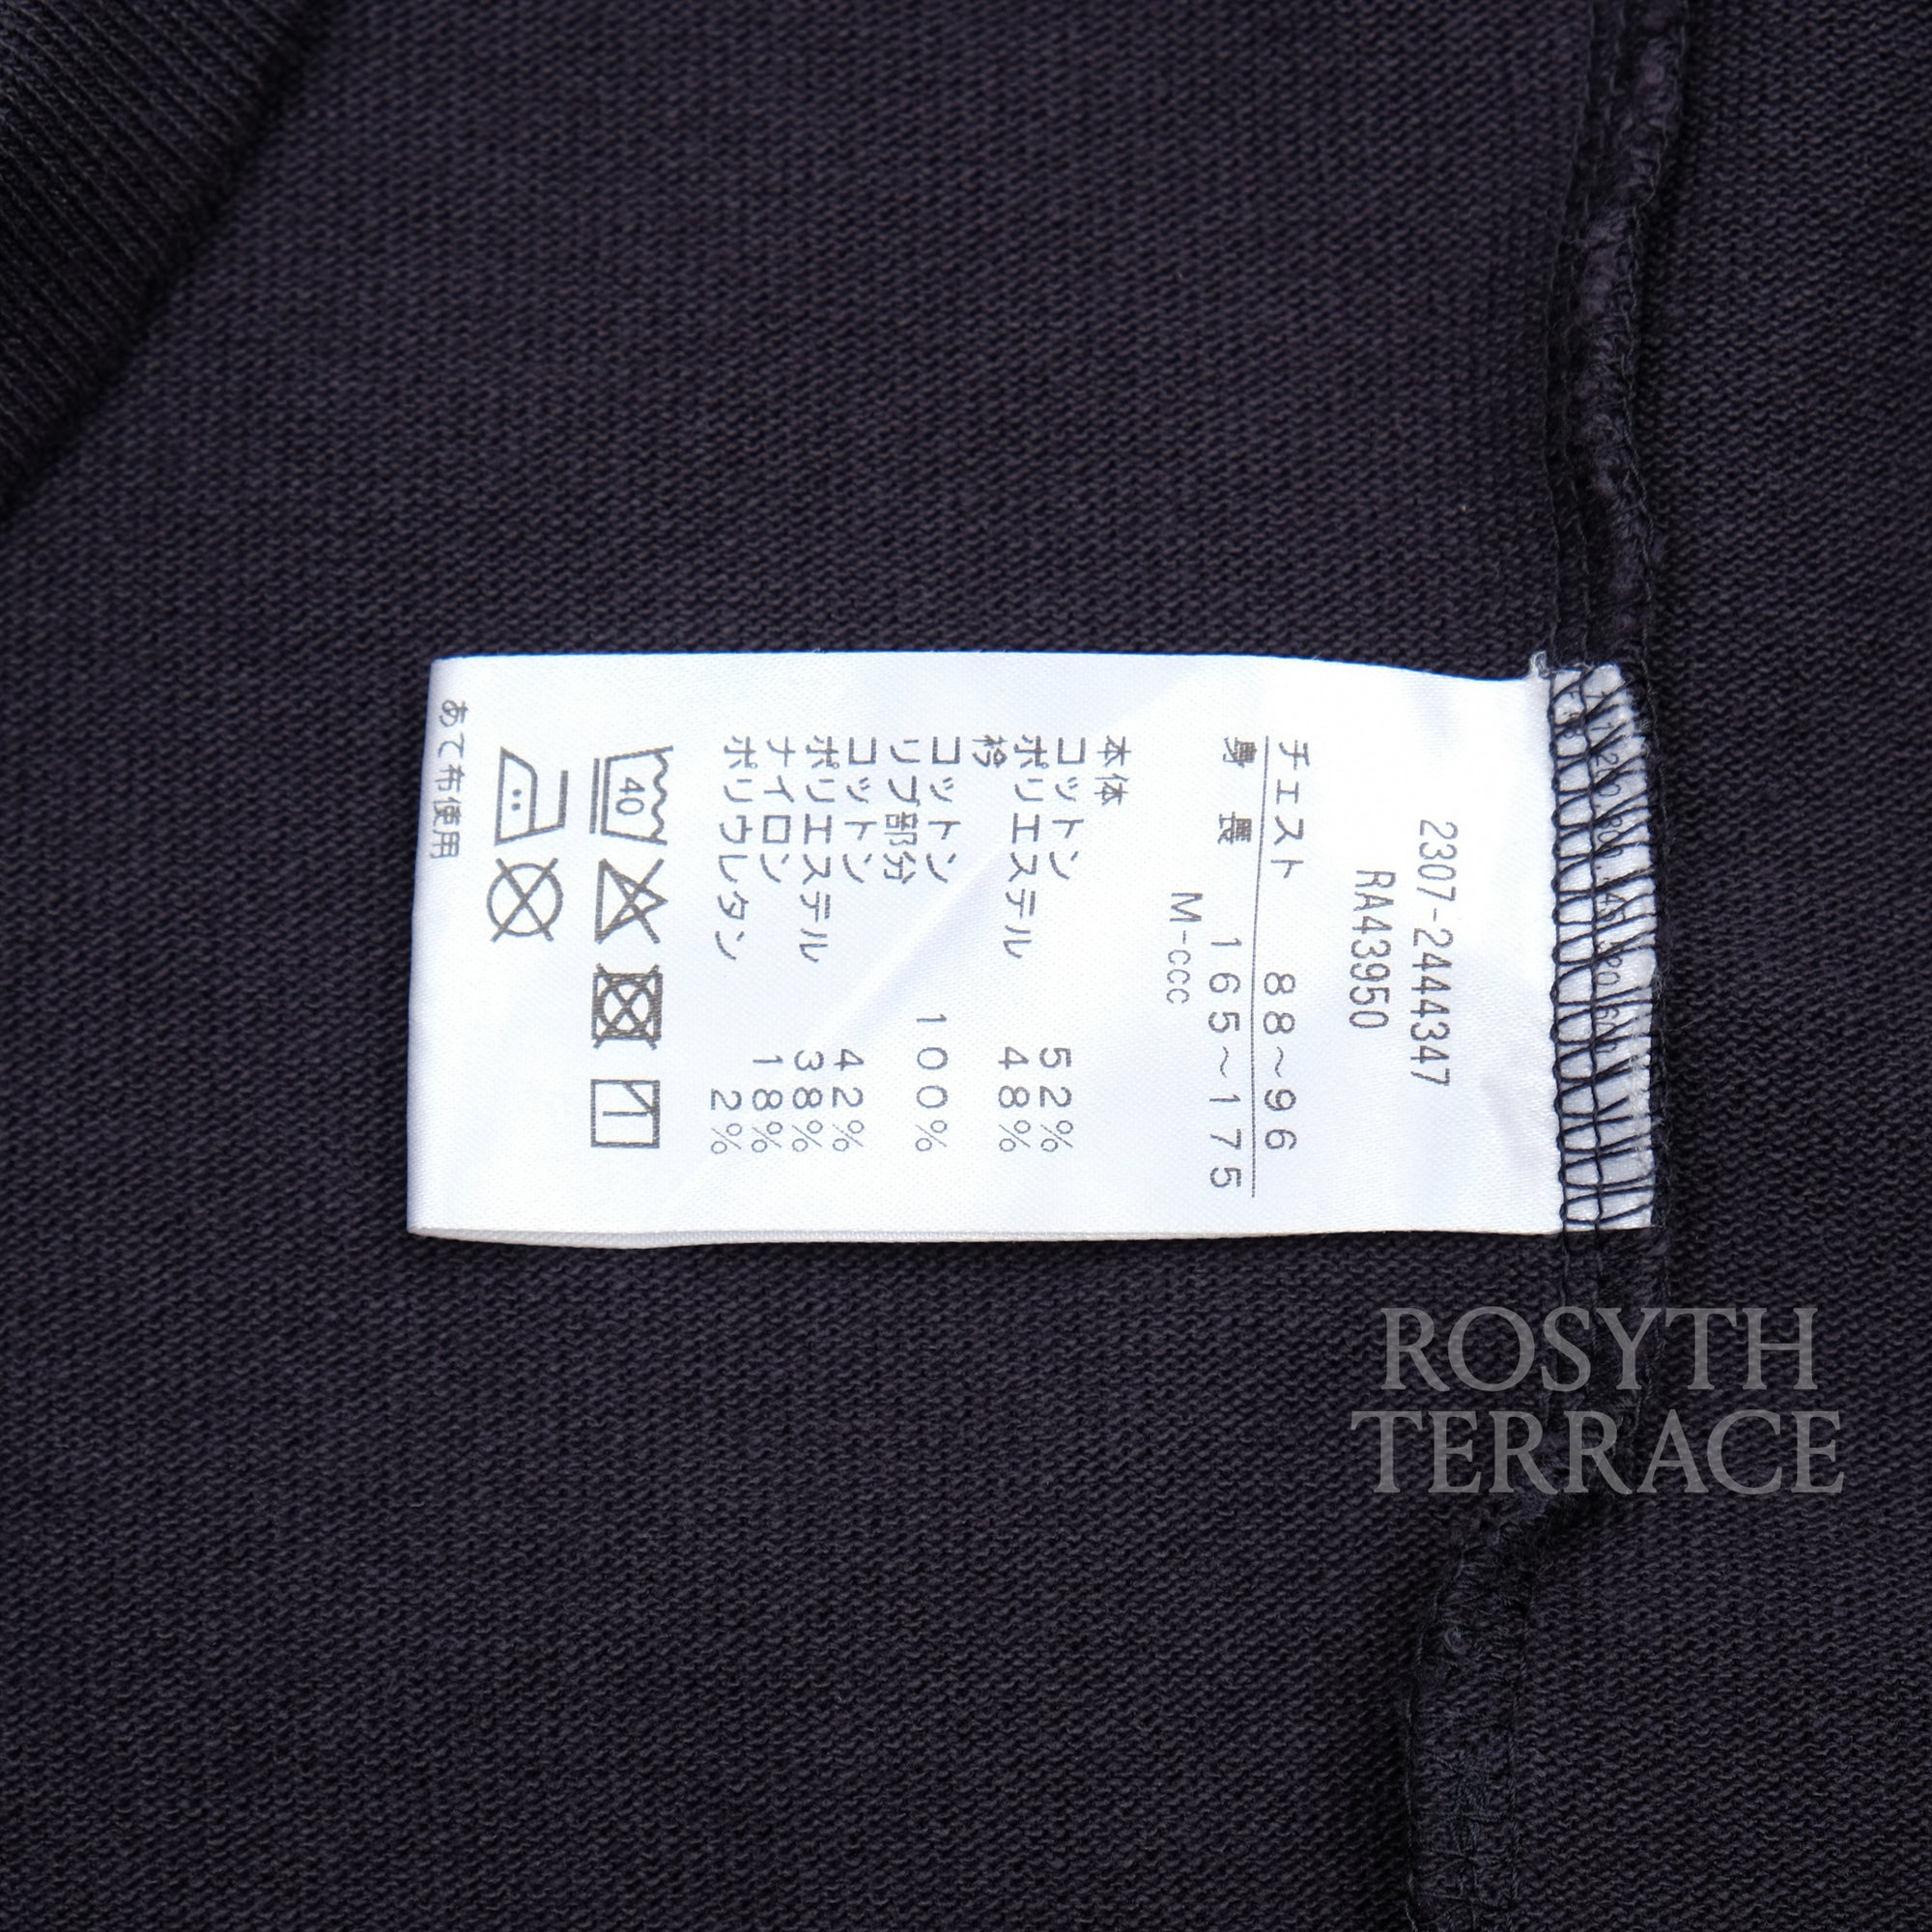 2307-244347
RA43950
チェスト 88～96
身長 165～175
M-ccc
本体
コットン 52%
ポリエステル 48%
衿
コットン 100%
リブ部分
コットン 42%
ポリエステル 38%
ナイロン 18%
ポリウレタン 2%
40
あて布使用
ROSYTH
TERRACE